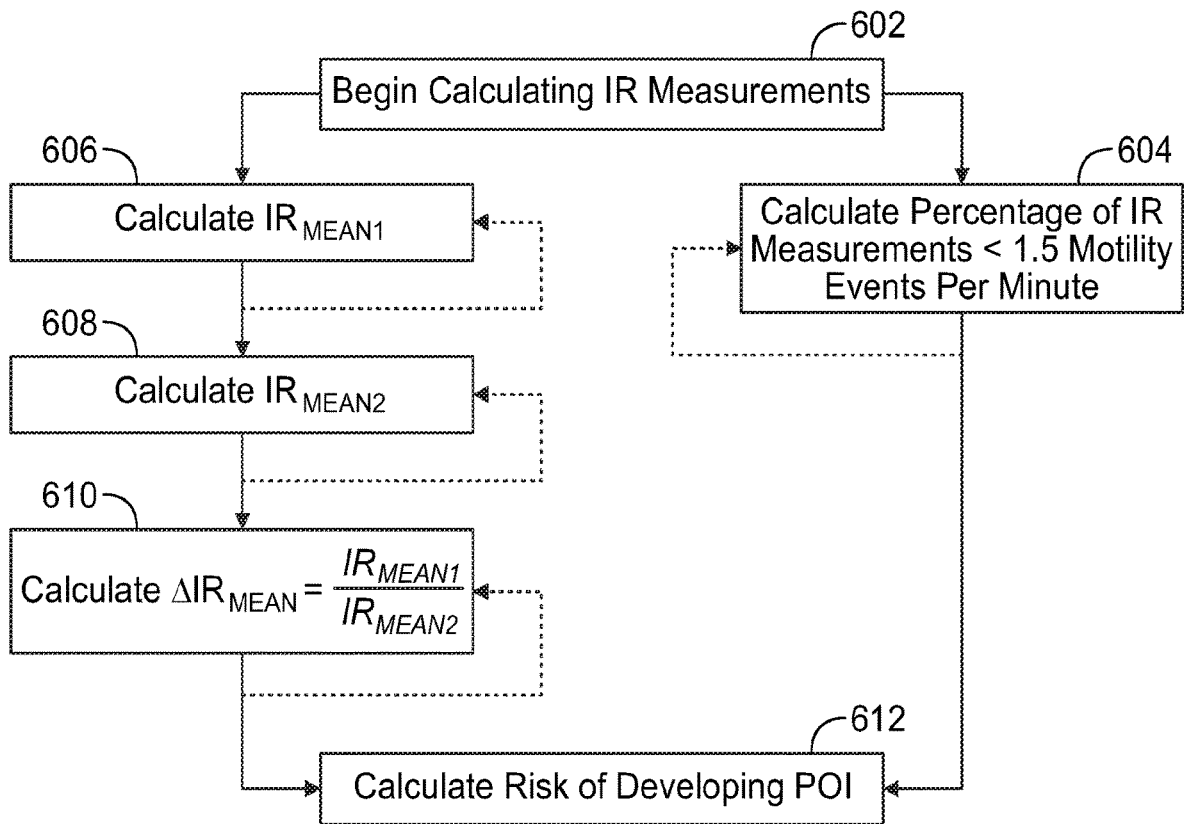 602
Begin Calculating IR Measurements
606
Calculate IR_MEAN1
604
Calculate Percentage of IR
Measurements < 1.5 Motility
Events Per Minute
608
Calculate IR_MEAN2
610
Calculate ΔIR_MEAN = IR_MEAN1 / IR_MEAN2
612
Calculate Risk of Developing POI